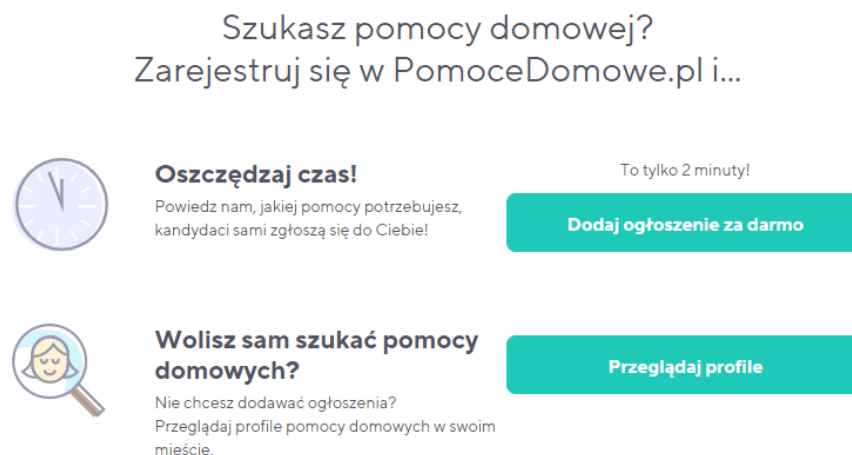 Szukasz pomocy domowej?
Zarejestruj się w PomoceDomowe.pl i...
Oszczędzaj czas!
Powiedz nam, jakiej pomocy potrzebujesz,
kandydaci sami zgłoszą się do Ciebie!
To tylko 2 minuty!
Dodaj ogłoszenie za darmo
Wolisz sam szukać pomocy
domowych?
Nie chcesz dodawać ogłoszenia?
Przeglądaj profile pomocy domowych w swoim
mieście.
Przeglądaj profile